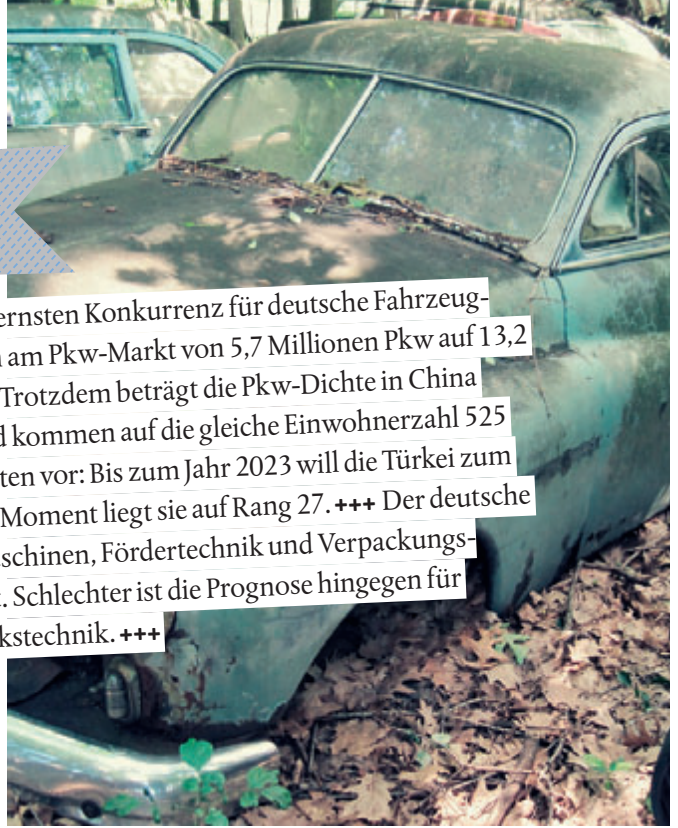 ernsten Konkurrenz für deutsche Fahrzeug-
am Pkw-Markt von 5,7 Millionen Pkw auf 13,2
Trotzdem beträgt die Pkw-Dichte in China
kommen auf die gleiche Einwohnerzahl 525
ten vor: Bis zum Jahr 2023 will die Türkei zum
Moment liegt sie auf Rang 27. +++ Der deutsche
schinen, Fördertechnik und Verpackungs-
. Schlechter ist die Prognose hingegen für
kstechnik. +++